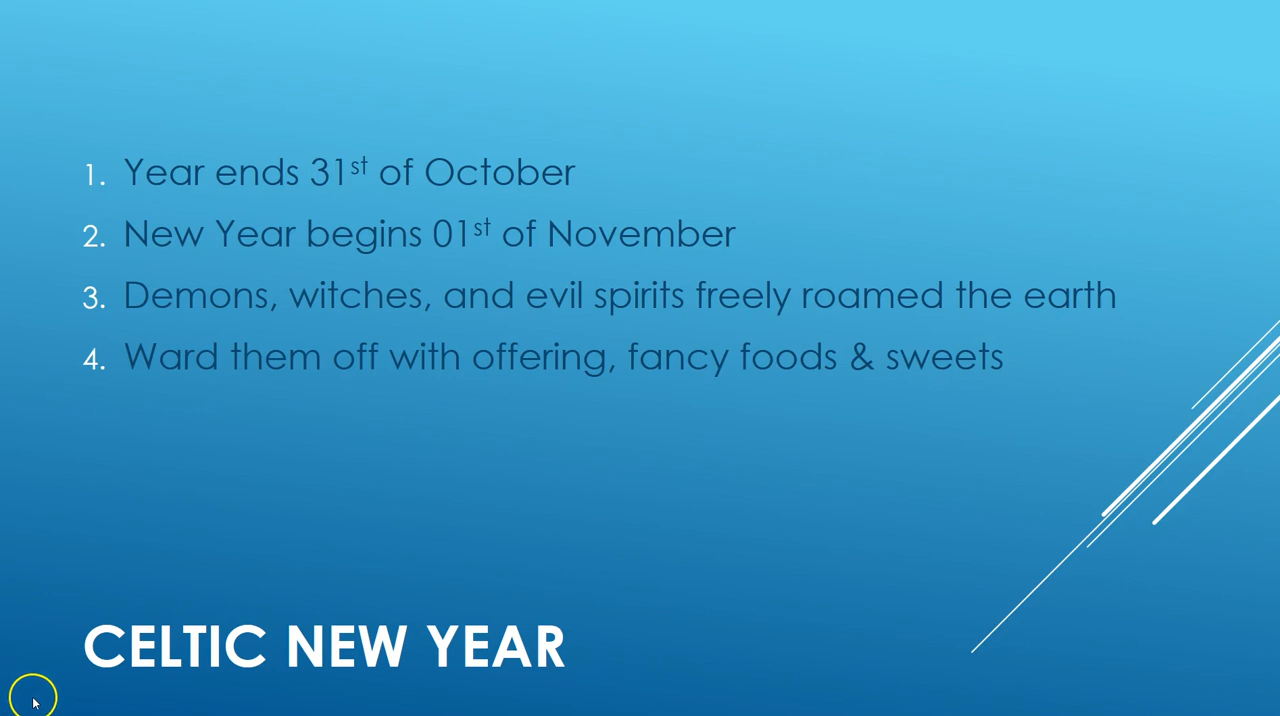 1. Year ends 31st of October
2. New Year begins 01st of November
3. Demons, witches, and evil spirits freely roamed the earth
4. Ward them off with offering, fancy foods & sweets
CELTIC NEW YEAR